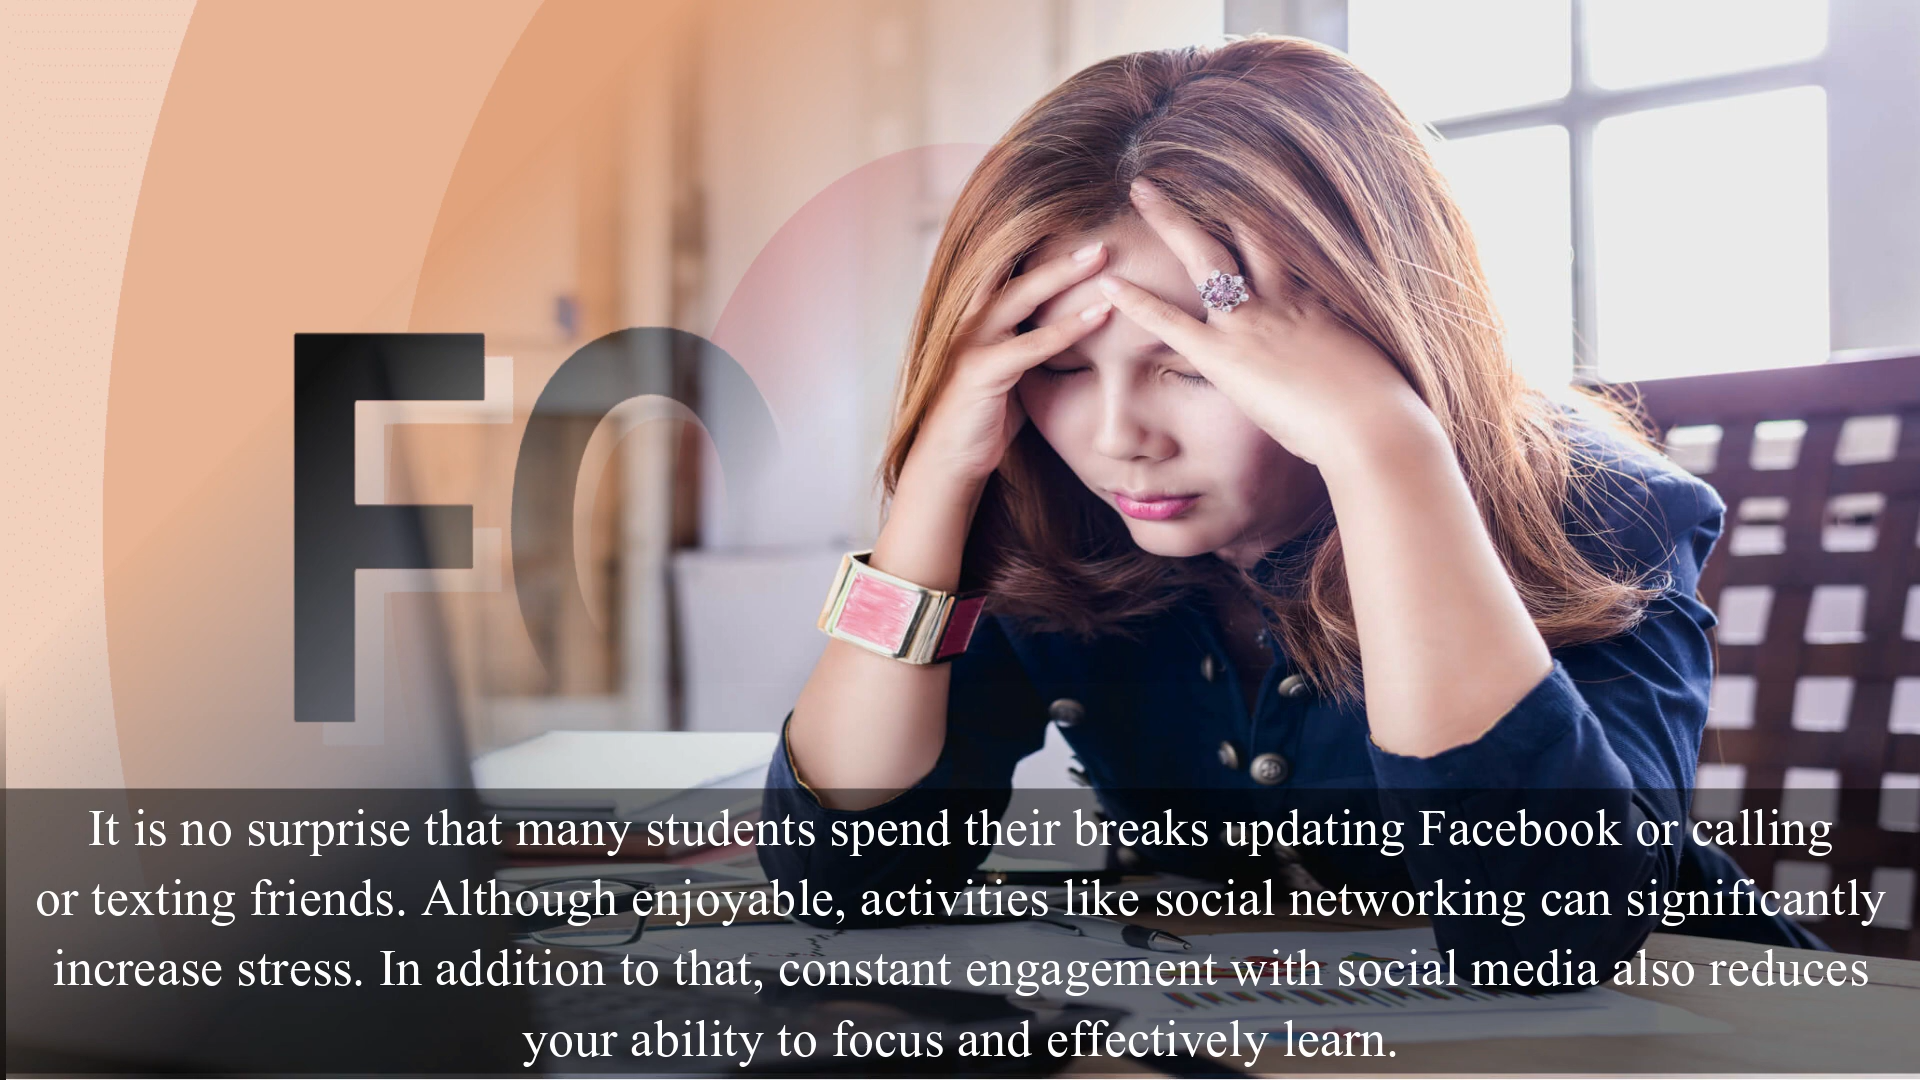 FO
It is no surprise that many students spend their breaks updating Facebook or calling
or texting friends. Although enjoyable, activities like social networking can significantly
increase stress. In addition to that, constant engagement with social media also reduces
your ability to focus and effectively learn.